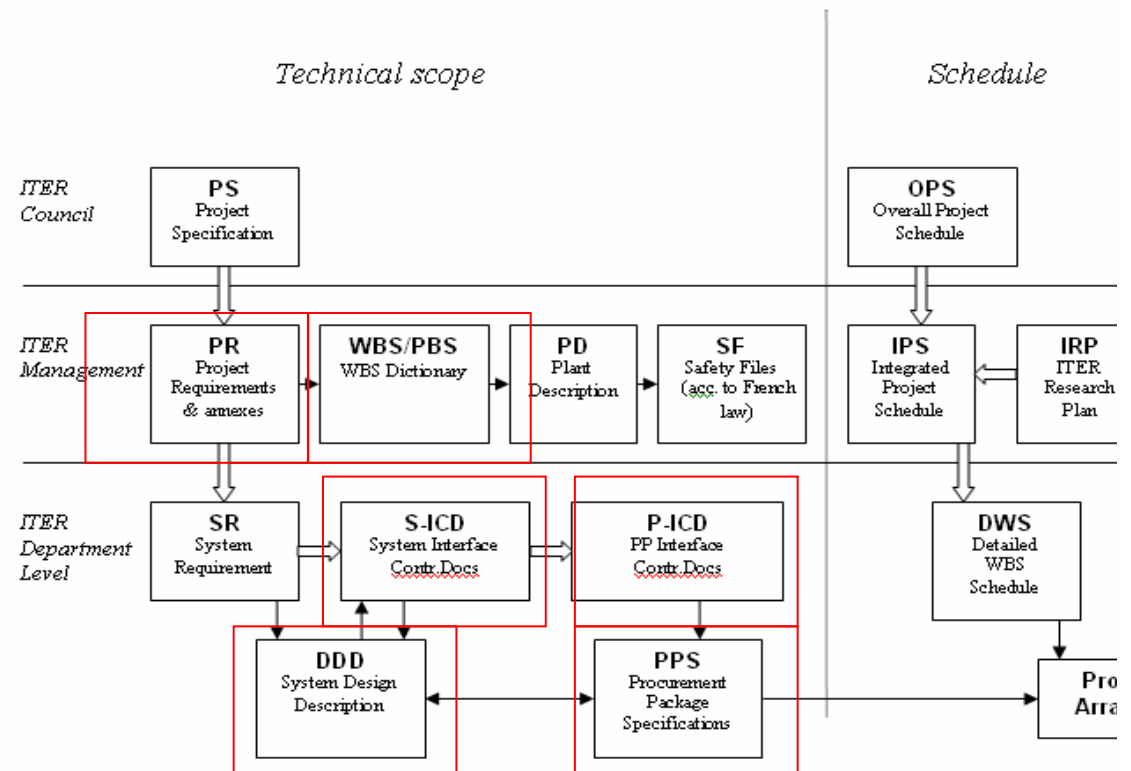 Technical scope
Schedule
ITER
Council
PS
Project
Specification
OPS
Overall Project
Schedule
ITER
Management
PR
Project
Requirements
& annexes
WBS/PBS
WBS Dictionary
PD
Plant
Description
SF
Safety Files
(acc. to French
law)
IPS
Integrated
Project
Schedule
IRP
ITER
Research
Plan
ITER
Department
Level
SR
System
Requirement
S-ICD
System Interface
Contr.Docs
P-ICD
PP Interface
Contr.Docs
DWS
Detailed
WBS
Schedule
DDD
System Design
Description
PPS
Procurement
Package
Specifications
Pro
Arra